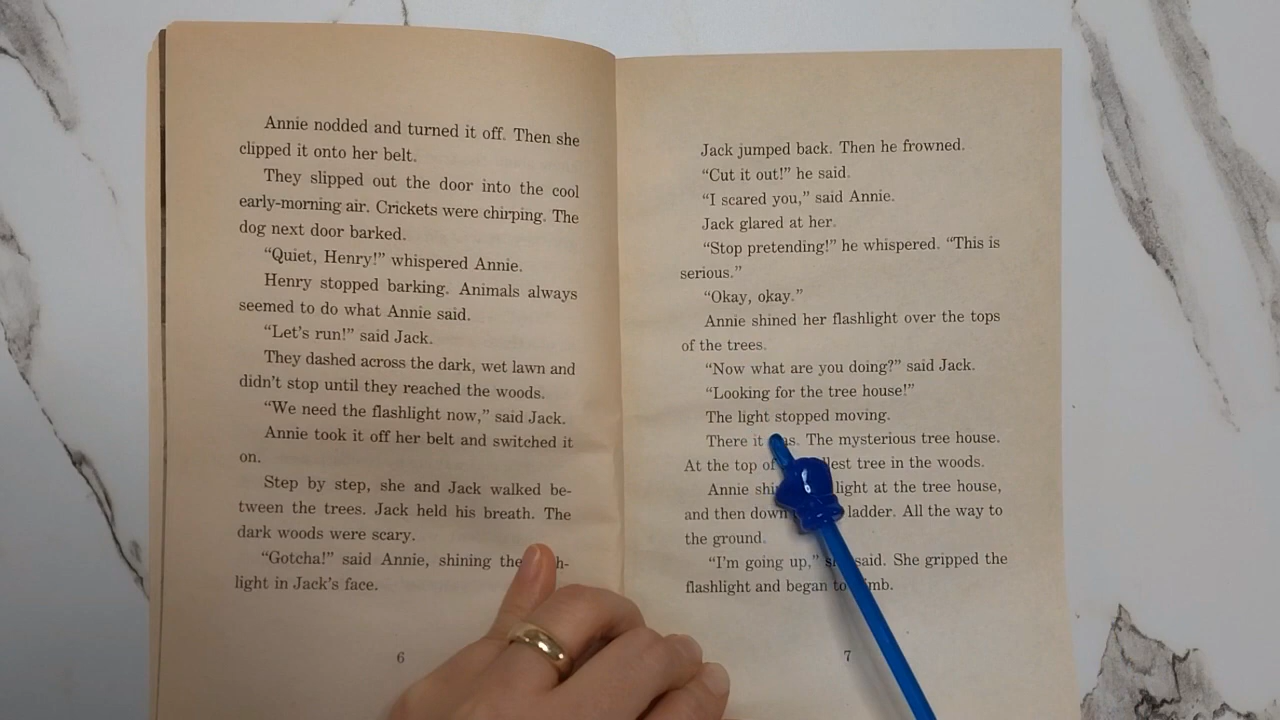 Annie nodded and turned it off. Then she
clipped it onto her belt.
They slipped out the door into the cool
early-morning air. Crickets were chirping. The
dog next door barked.
“Quiet, Henry!” whispered Annie.
Henry stopped barking. Animals always
seemed to do what Annie said.
“Let’s run!” said Jack.
They dashed across the dark, wet lawn and
didn’t stop until they reached the woods.
“We need the flashlight now,” said Jack.
Annie took it off her belt and switched it
on.
Step by step, she and Jack walked be-
tween the trees. Jack held his breath. The
dark woods were scary.
“Gotcha!” said Annie, shining the
light in Jack’s face.
6
Jack jumped back. Then he frowned.
“Cut it out!” he said.
“I scared you,” said Annie.
Jack glared at her.
“Stop pretending!” he whispered. “This is
serious.”
“Okay, okay.”
Annie shined her flashlight over the tops
of the trees.
“Now what are you doing?” said Jack.
“Looking for the tree house!”
The light stopped moving.
There it The mysterious tree house.
At the top of tree in the woods.
Annie light at the tree house,
and then down ladder. All the way to
the ground.
“I’m going up,” said. She gripped the
flashlight and began to
7